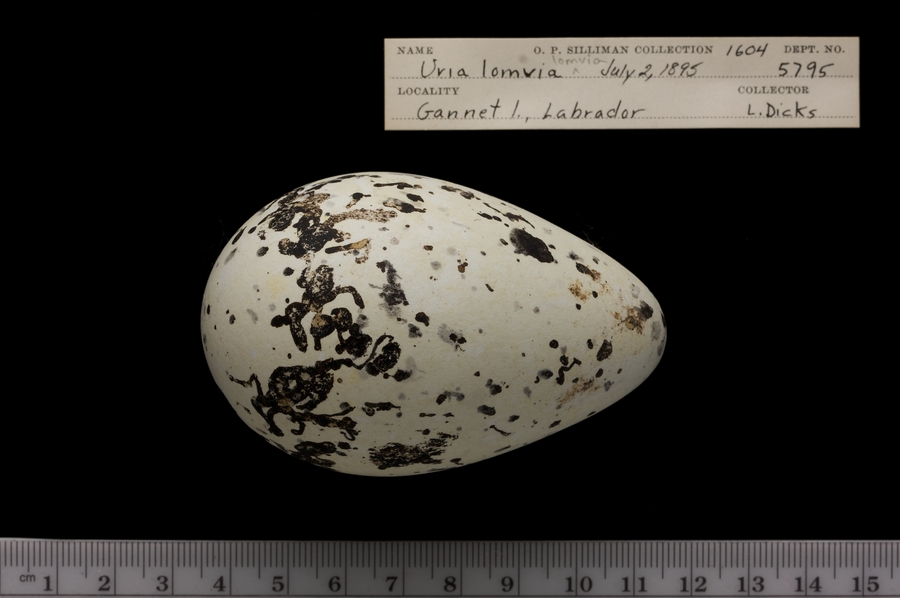 NAME O. P. SILLIMAN COLLECTION 1604 DEPT. NO.
lomvia
Uria lomvia ^ July 2, 1895 5795
LOCALITY COLLECTOR
Gannet I., Labrador L. Dicks
cm 1 2 3 4 5 6 7 8 9 10 11 12 13 14 15